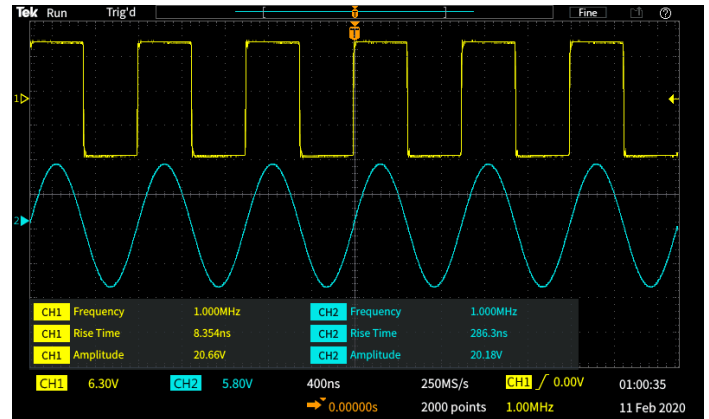 Tek Run Trig'd Fine
T
1
2
CH1 Frequency 1.000MHz CH2 Frequency 1.000MHz
CH1 Rise Time 8.354ns CH2 Rise Time 286.3ns
CH1 Amplitude 20.66V CH2 Amplitude 20.18V
CH1 6.30V CH2 5.80V 400ns 250MS/s CH1 0.00V 01:00:35
0.00000s 2000 points 1.00MHz 11 Feb 2020